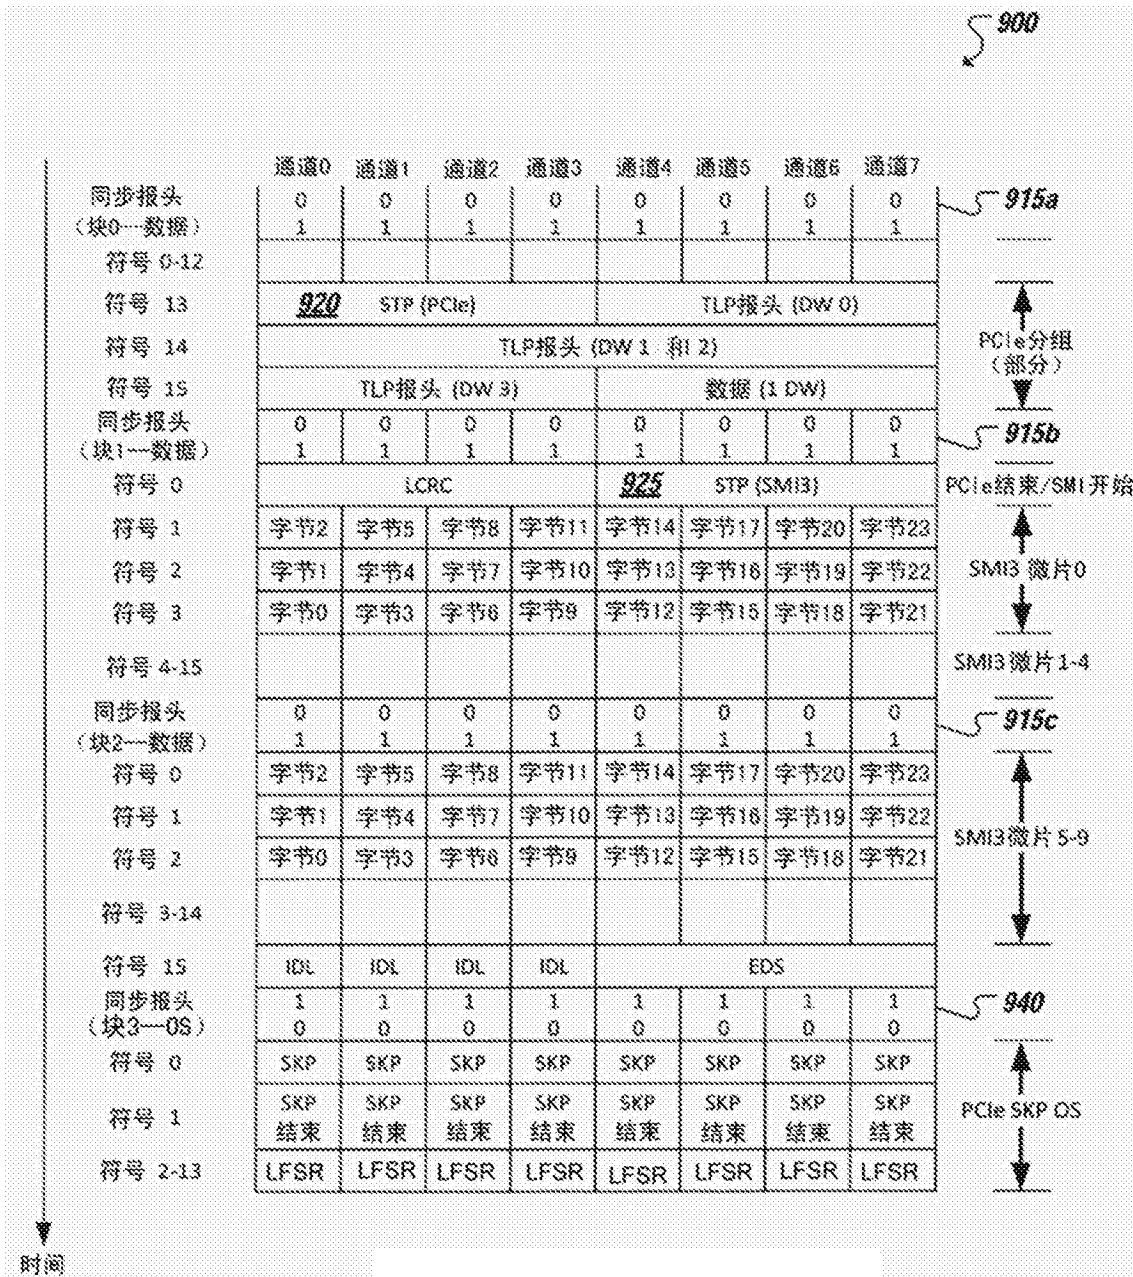 900
通道0 通道1 通道2 通道3 通道4 通道5 通道6 通道7
同步报头 0 0 0 0 0 0 0 0 915a
（块0—数据） 1 1 1 1 1 1 1 1
符号 0-12
符号 13 920 STP (PCIe) TLP报头 (DW 0)
符号 14 TLP报头 (DW 1 和 2) PCIe分组
（部分）
符号 15 TLP报头 (DW 3) 数据 (1 DW)
同步报头 0 0 0 0 0 0 0 0 915b
（块1—数据） 1 1 1 1 1 1 1 1
符号 0 LCRC 925 STP (SMI3) PCIe结束/SMI开始
符号 1 字节2 字节5 字节8 字节11 字节14 字节17 字节20 字节23
符号 2 字节1 字节4 字节7 字节10 字节13 字节16 字节19 字节22 SMI3 微片0
符号 3 字节0 字节3 字节6 字节9 字节12 字节15 字节18 字节21
符号 4-15 SMI3微片1-4
同步报头 0 0 0 0 0 0 0 0 915c
（块2—数据） 1 1 1 1 1 1 1 1
符号 0 字节2 字节5 字节8 字节11 字节14 字节17 字节20 字节23
符号 1 字节1 字节4 字节7 字节10 字节13 字节16 字节19 字节22
SMI3微片5-9
符号 2 字节0 字节3 字节6 字节9 字节12 字节15 字节18 字节21
符号 3-14
符号 15 IDL IDL IDL IDL EDS
同步报头 1 1 1 1 1 1 1 1 940
（块3—OS） 0 0 0 0 0 0 0 0
符号 0 SKP SKP SKP SKP SKP SKP SKP SKP
符号 1 SKP SKP SKP SKP SKP SKP SKP SKP PCIe SKP OS
结束 结束 结束 结束 结束 结束 结束 结束
符号 2-13 LFSR LFSR LFSR LFSR LFSR LFSR LFSR LFSR
时间